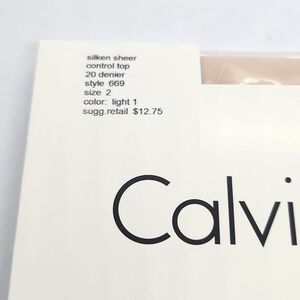 silken sheer
control top
20 denier
style 669
size 2
color: light 1
sugg.retail $12.75
Calvi